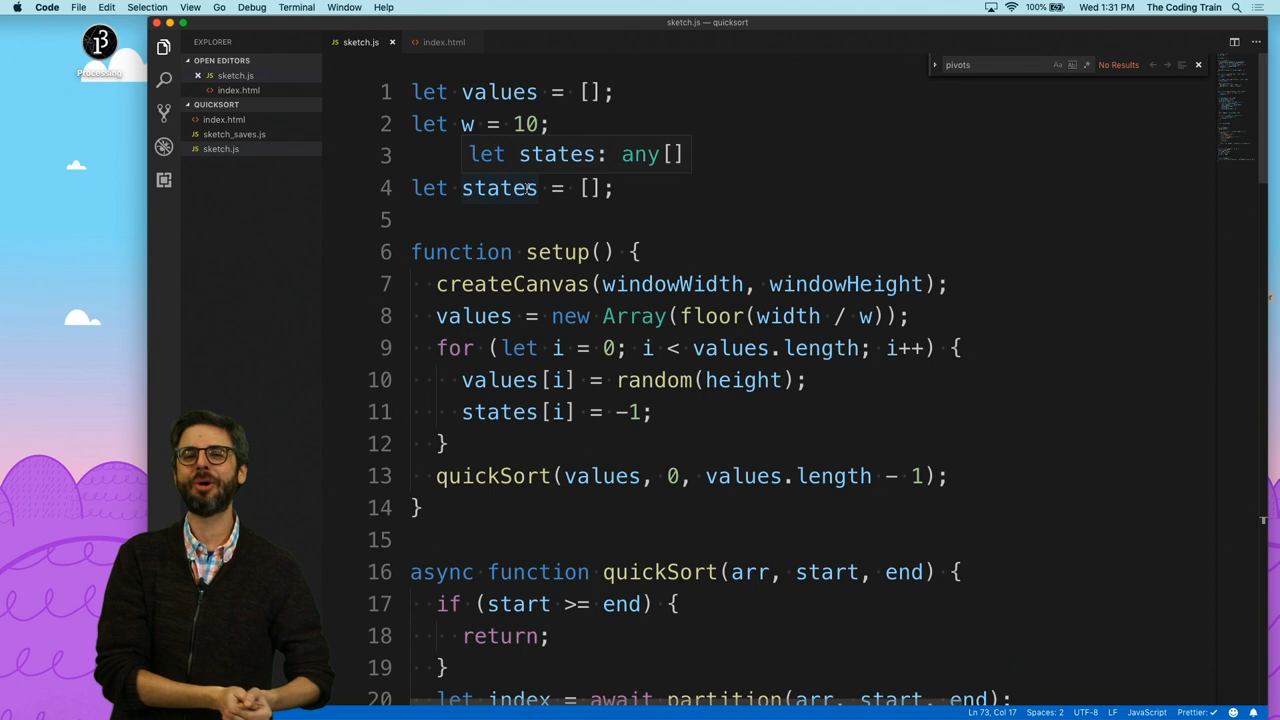 Code File Edit Selection View Go Debug Terminal Window Help
100% Wed 1:31 PM The Coding Train
sketch.js — quicksort
Processing
EXPLORER
OPEN EDITORS
sketch.js
index.html
QUICKSORT
index.html
sketch_saves.js
sketch.js
sketch.js
index.html
pivots
Aa Abl .* No Results
1 let values = [];
2 let w = 10;
3 let states: any[]
4 let states = [];
5
6 function setup() {
7 createCanvas(windowWidth, windowHeight);
8 values = new Array(floor(width / w));
9 for (let i = 0; i < values.length; i++) {
10 values[i] = random(height);
11 states[i] = -1;
12 }
13 quickSort(values, 0, values.length - 1);
14 }
15
16 async function quickSort(arr, start, end) {
17 if (start >= end) {
18 return;
19 }
20 let index = await partition(arr, start, end);
Ln 73, Col 17 Spaces: 2 UTF-8 LF JavaScript Prettier: ✓